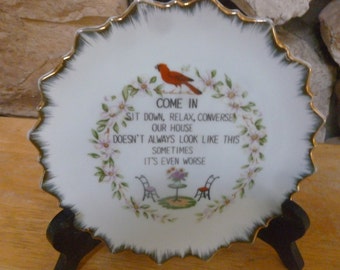 COME IN
SIT DOWN, RELAX, CONVERSE
OUR HOUSE
DOESN'T ALWAYS LOOK LIKE THIS
SOMETIMES
IT'S EVEN WORSE